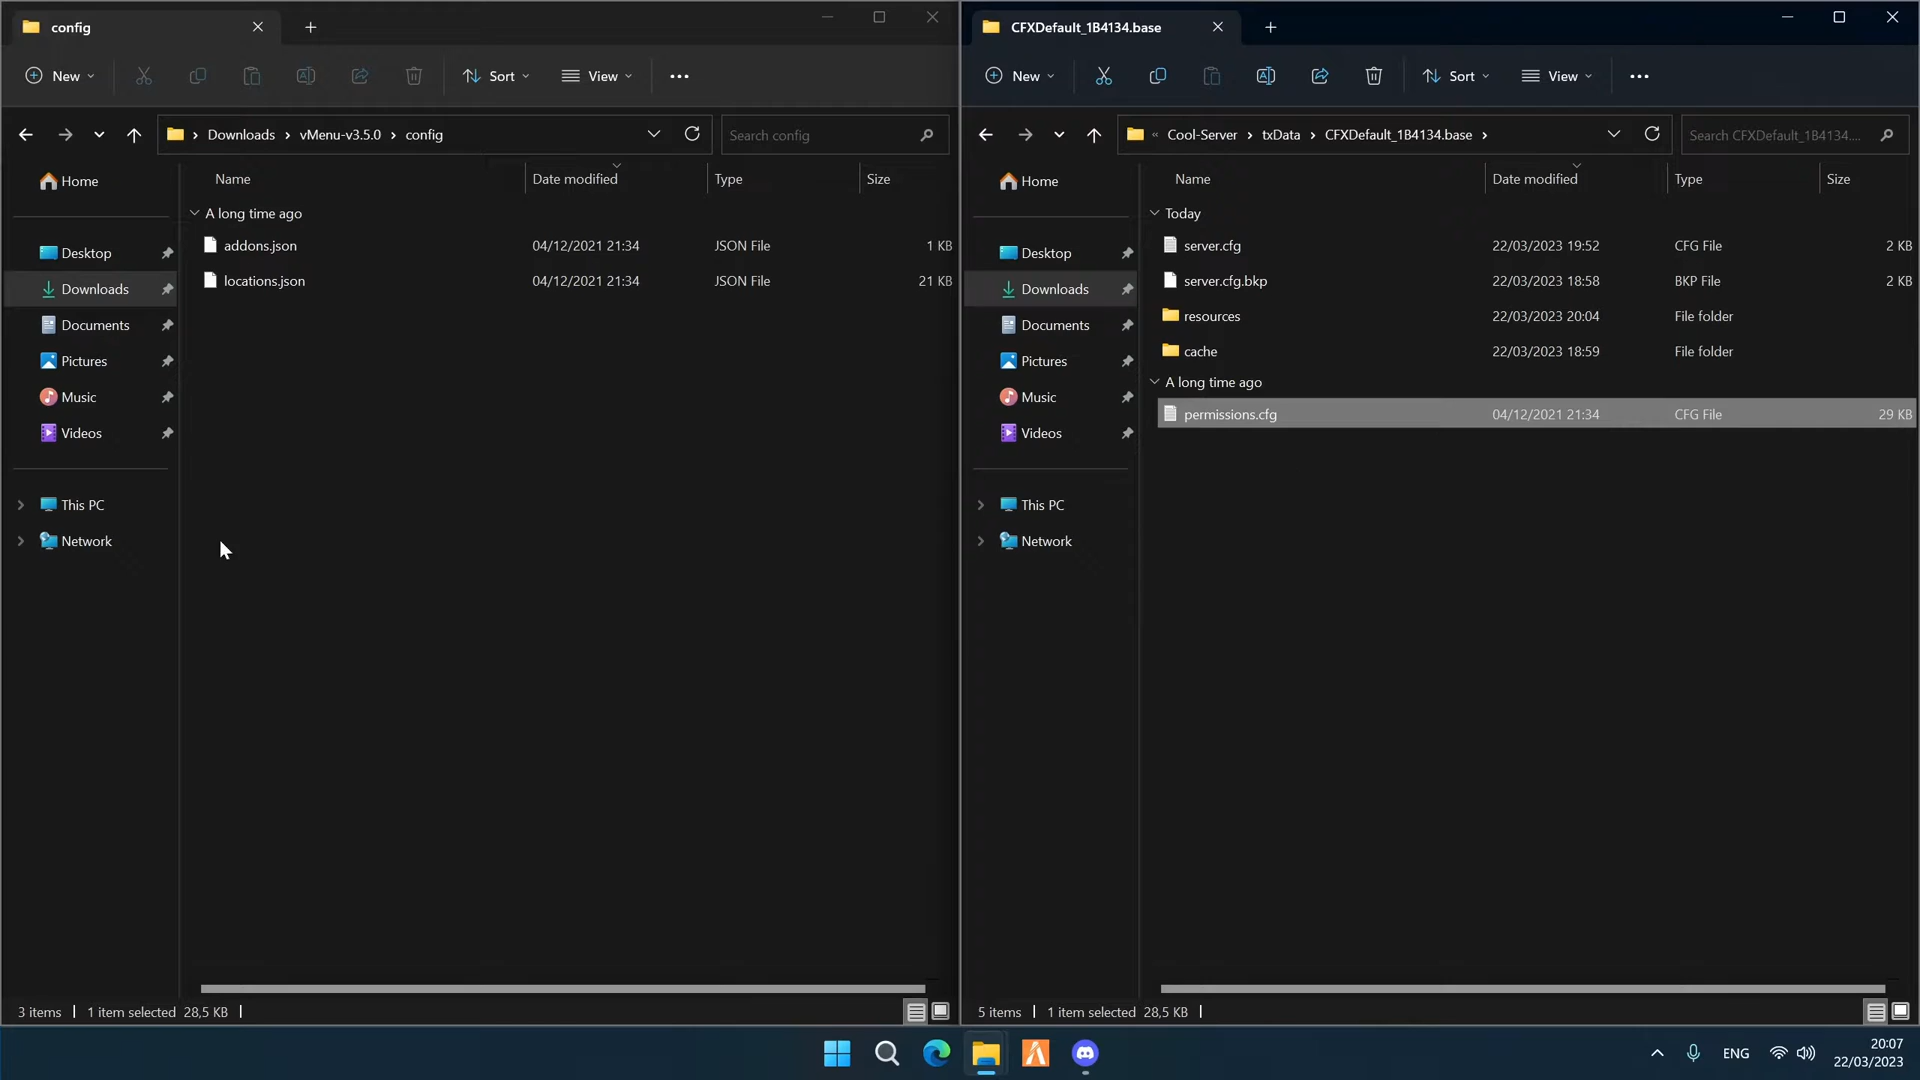 config
New
Sort
View
Downloads
vMenu-v3.5.0
config
Search config
Home
Desktop
Downloads
Documents
Pictures
Music
Videos
This PC
Network
Name
Date modified
Type
Size
A long time ago
addons.json
04/12/2021 21:34
JSON File
1 KB
locations.json
04/12/2021 21:34
JSON File
21 KB
3 items
1 item selected 28,5 KB
CFXDefault_1B4134.base
New
Sort
View
« Cool-Server
txData
CFXDefault_1B4134.base
Search CFXDefault_1B4134....
Home
Desktop
Downloads
Documents
Pictures
Music
Videos
This PC
Network
Name
Date modified
Type
Size
Today
server.cfg
22/03/2023 19:52
CFG File
2 KB
server.cfg.bkp
22/03/2023 18:58
BKP File
2 KB
resources
22/03/2023 20:04
File folder
cache
22/03/2023 18:59
File folder
A long time ago
permissions.cfg
04/12/2021 21:34
CFG File
29 KB
5 items
1 item selected 28,5 KB
ENG
20:07
22/03/2023